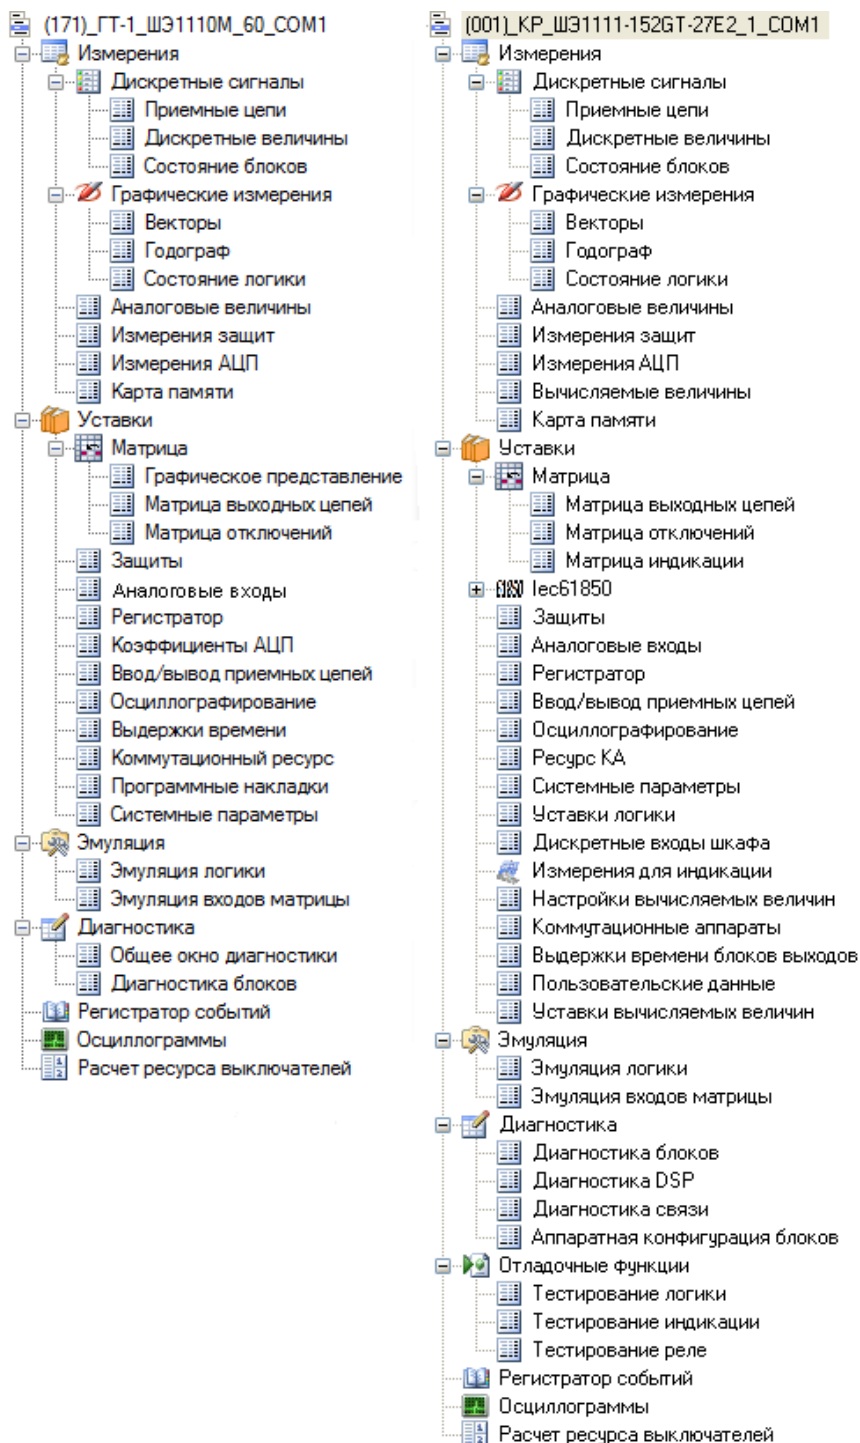 (171)_ГТ-1_ШЭ1110М_60_COM1
Измерения
Дискретные сигналы
Приемные цепи
Дискретные величины
Состояние блоков
Графические измерения
Векторы
Годограф
Состояние логики
Аналоговые величины
Измерения защит
Измерения АЦП
Карта памяти
Уставки
Матрица
Графическое представление
Матрица выходных цепей
Матрица отключений
Защиты
Аналоговые входы
Регистратор
Коэффициенты АЦП
Ввод/вывод приемных цепей
Осциллографирование
Выдержки времени
Коммутационный ресурс
Программные накладки
Системные параметры
Эмуляция
Эмуляция логики
Эмуляция входов матрицы
Диагностика
Общее окно диагностики
Диагностика блоков
Регистратор событий
Осциллограммы
Расчет ресурса выключателей
(001)_КР_ШЭ1111-152GT-27E2_1_COM1
Измерения
Дискретные сигналы
Приемные цепи
Дискретные величины
Состояние блоков
Графические измерения
Векторы
Годограф
Состояние логики
Аналоговые величины
Измерения защит
Измерения АЦП
Вычисляемые величины
Карта памяти
Уставки
Матрица
Матрица выходных цепей
Матрица отключений
Матрица индикации
61850 Iec61850
Защиты
Аналоговые входы
Регистратор
Ввод/вывод приемных цепей
Осциллографирование
Ресурс КА
Системные параметры
Уставки логики
Дискретные входы шкафа
Измерения для индикации
Настройки вычисляемых величин
Коммутационные аппараты
Выдержки времени блоков выходов
Пользовательские данные
Уставки вычисляемых величин
Эмуляция
Эмуляция логики
Эмуляция входов матрицы
Диагностика
Диагностика блоков
Диагностика DSP
Диагностика связи
Аппаратная конфигурация блоков
Отладочные функции
Тестирование логики
Тестирование индикации
Тестирование реле
Регистратор событий
Осциллограммы
Расчет ресурса выключателей